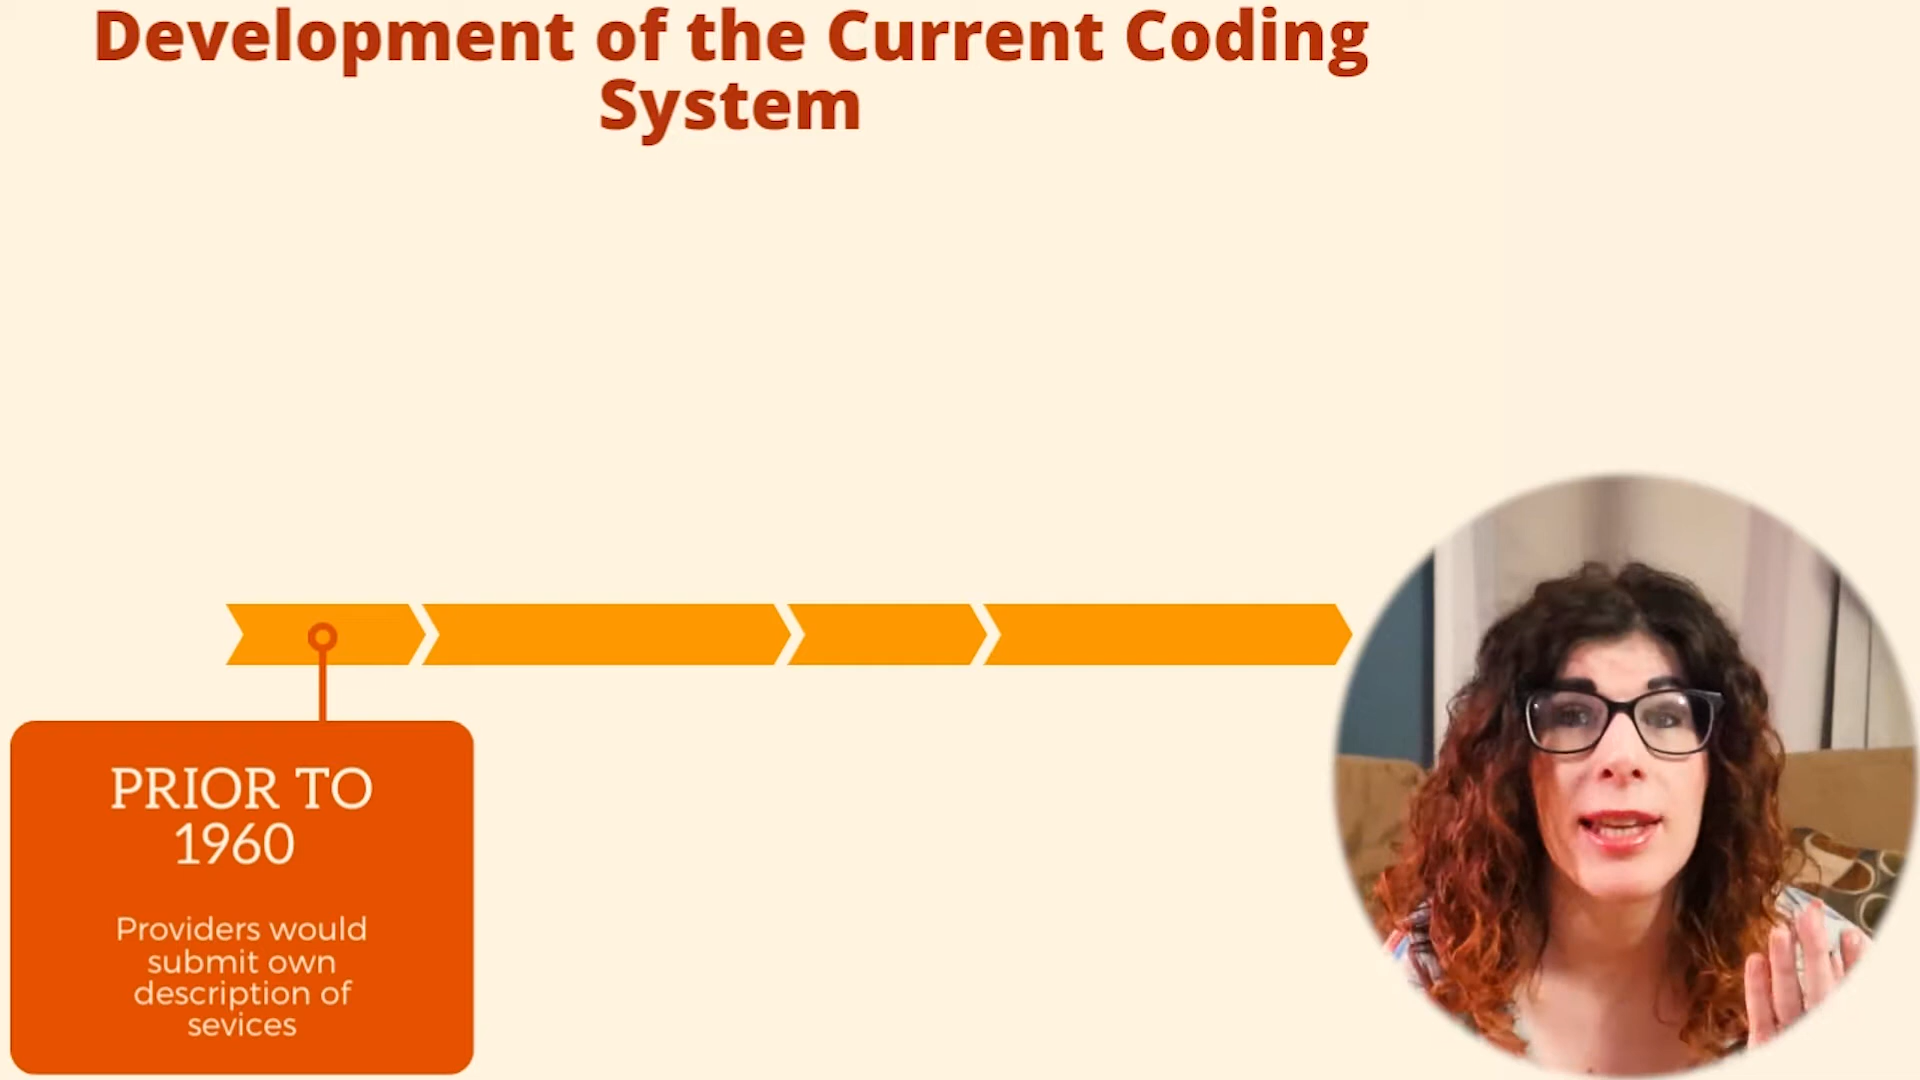 Development of the Current Coding
System
PRIOR TO
1960
Providers would
submit own
description of
sevices